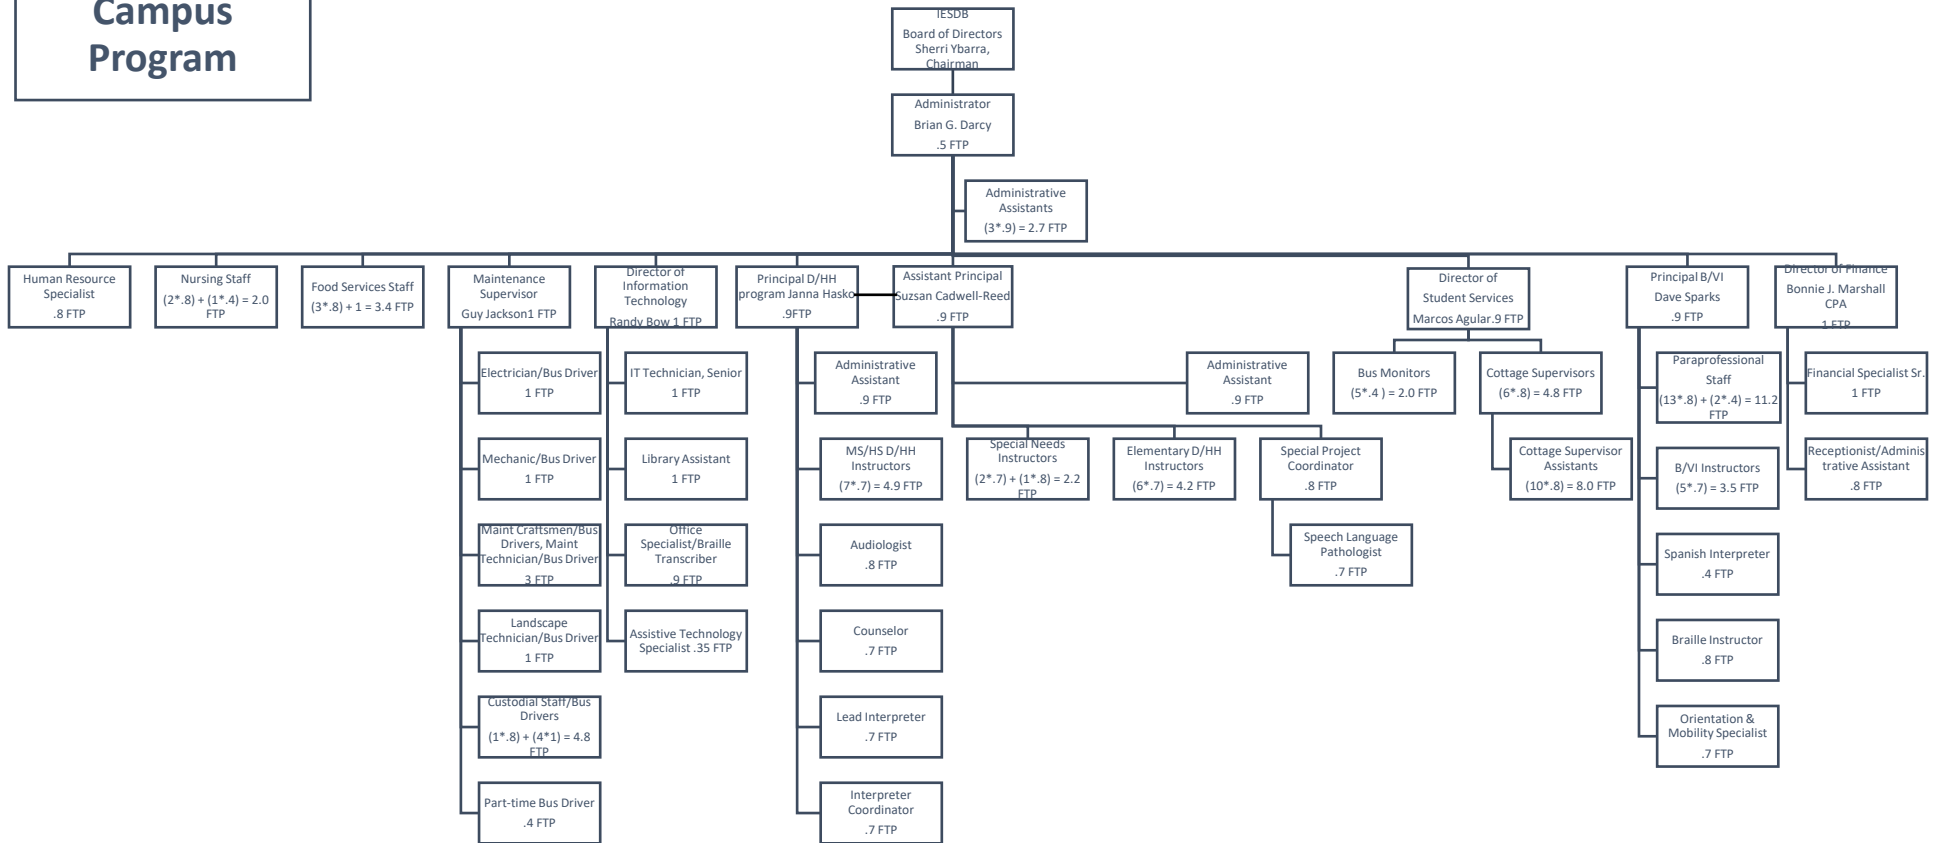 Campus
Program
IESDB
Board of Directors
Sherri Ybarra,
Chairman
Administrator
Brian G. Darcy
.5 FTP
Administrative
Assistants
(3*.9) = 2.7 FTP
Human Resource
Specialist
.8 FTP
Nursing Staff
(2*.8) + (1*.4) = 2.0
FTP
Food Services Staff
(3*.8) + 1 = 3.4 FTP
Maintenance
Supervisor
Guy Jackson1 FTP
Director of
Information
Technology
Randy Bow 1 FTP
Principal D/HH
program Janna Hasko
.9FTP
Assistant Principal
Suzsan Cadwell-Reed
.9 FTP
Director of
Student Services
Marcos Agular.9 FTP
Principal B/VI
Dave Sparks
.9 FTP
Director of Finance
Bonnie J. Marshall
CPA
1 FTP
Electrician/Bus Driver
1 FTP
Mechanic/Bus Driver
1 FTP
Maint Craftsmen/Bus
Drivers, Maint
Technician/Bus Driver
3 FTP
Landscape
Technician/Bus Driver
1 FTP
Custodial Staff/Bus
Drivers
(1*.8) + (4*1) = 4.8
FTP
Part-time Bus Driver
.4 FTP
IT Technician, Senior
1 FTP
Library Assistant
1 FTP
Office
Specialist/Braille
Transcriber
.9 FTP
Assistive Technology
Specialist .35 FTP
Administrative
Assistant
.9 FTP
MS/HS D/HH
Instructors
(7*.7) = 4.9 FTP
Audiologist
.8 FTP
Counselor
.7 FTP
Lead Interpreter
.7 FTP
Interpreter
Coordinator
.7 FTP
Administrative
Assistant
.9 FTP
Special Needs
Instructors
(2*.7) + (1*.8) = 2.2
FTP
Elementary D/HH
Instructors
(6*.7) = 4.2 FTP
Special Project
Coordinator
.8 FTP
Speech Language
Pathologist
.7 FTP
Bus Monitors
(5*.4 ) = 2.0 FTP
Cottage Supervisors
(6*.8) = 4.8 FTP
Cottage Supervisor
Assistants
(10*.8) = 8.0 FTP
Paraprofessional
Staff
(13*.8) + (2*.4) = 11.2
FTP
B/VI Instructors
(5*.7) = 3.5 FTP
Spanish Interpreter
.4 FTP
Braille Instructor
.8 FTP
Orientation &
Mobility Specialist
.7 FTP
Financial Specialist Sr.
1 FTP
Receptionist/Adminis
trative Assistant
.8 FTP